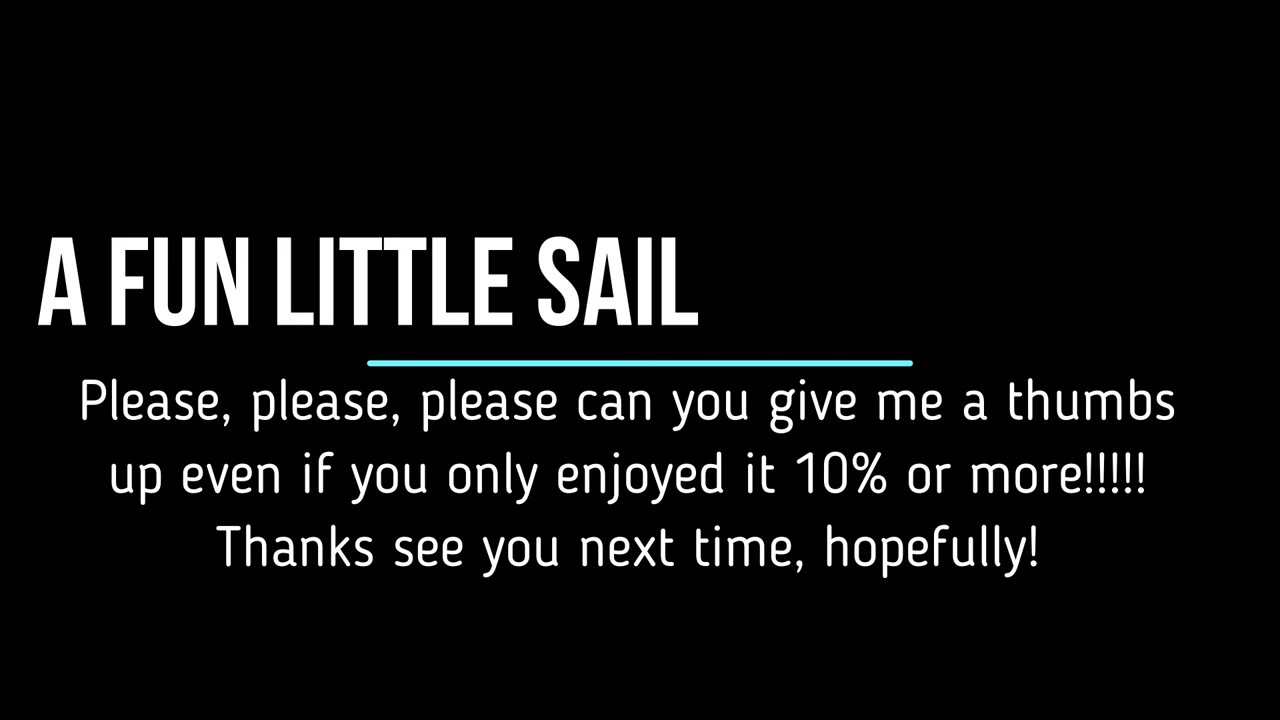 A FUN LITTLE SAIL
Please, please, please can you give me a thumbs
up even if you only enjoyed it 10% or more!!!!!
Thanks see you next time, hopefully!